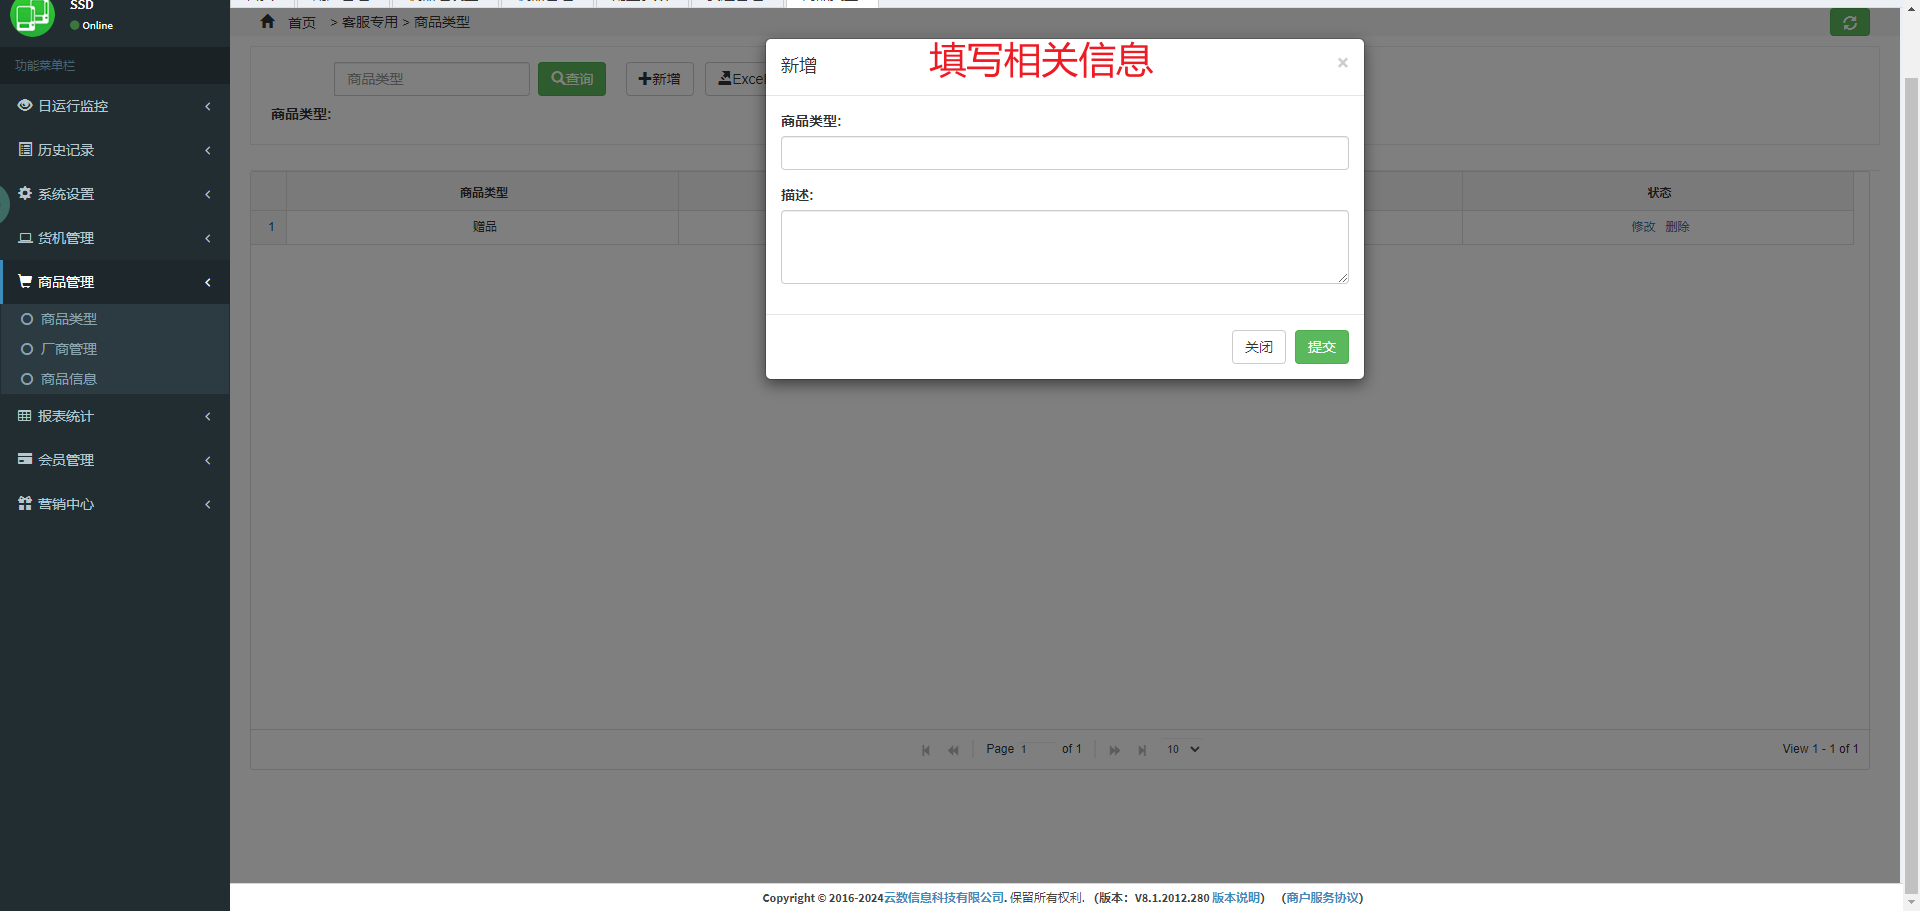 SSD
Online
功能菜单栏
日运行监控
历史记录
系统设置
货机管理
商品管理
商品类型
厂商管理
商品信息
报表统计
会员管理
营销中心
首页 > 客服专用 > 商品类型
商品类型 查询 新增 Excel
商品类型:
商品类型 状态
1 赠品 修改 删除
新增 填写相关信息 ×
商品类型:
描述:
关闭 提交
Page 1 of 1 10
View 1 - 1 of 1
Copyright © 2016-2024云数信息科技有限公司. 保留所有权利. (版本：V8.1.2012.280 版本说明) (商户服务协议)